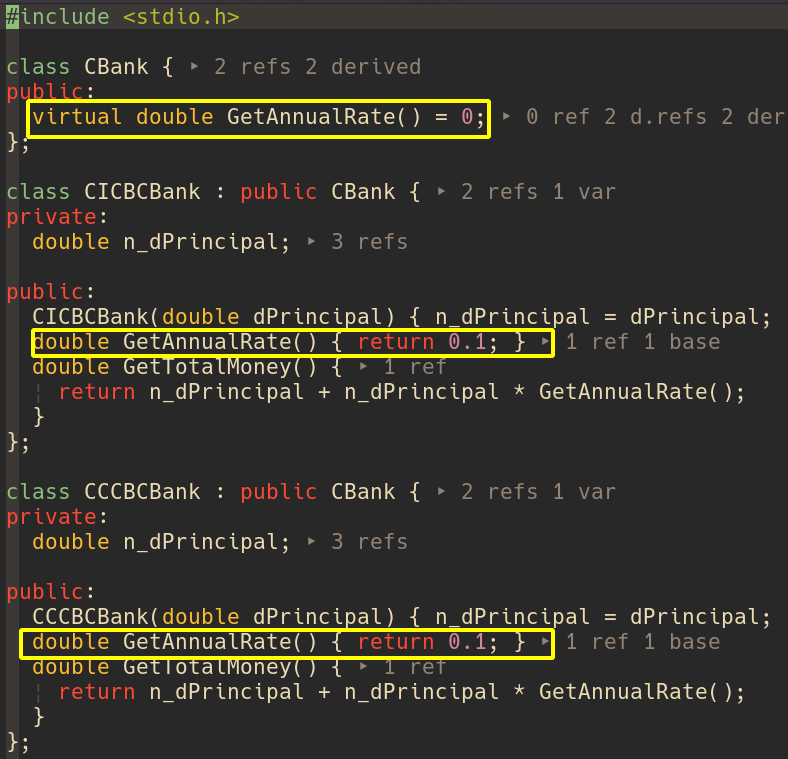 #include <stdio.h>
class CBank { ▸ 2 refs 2 derived
public:
virtual double GetAnnualRate() = 0; ▸ 0 ref 2 d.refs 2 der
};
class CICBCBank : public CBank { ▸ 2 refs 1 var
private:
double n_dPrincipal; ▸ 3 refs
public:
CICBCBank(double dPrincipal) { n_dPrincipal = dPrincipal;
double GetAnnualRate() { return 0.1; } ▸ 1 ref 1 base
double GetTotalMoney() { ▸ 1 ref
¦ return n_dPrincipal + n_dPrincipal * GetAnnualRate();
}
};
class CCCBCBank : public CBank { ▸ 2 refs 1 var
private:
double n_dPrincipal; ▸ 3 refs
public:
CCCBCBank(double dPrincipal) { n_dPrincipal = dPrincipal;
double GetAnnualRate() { return 0.1; } ▸ 1 ref 1 base
double GetTotalMoney() { ▸ 1 ref
¦ return n_dPrincipal + n_dPrincipal * GetAnnualRate();
}
};